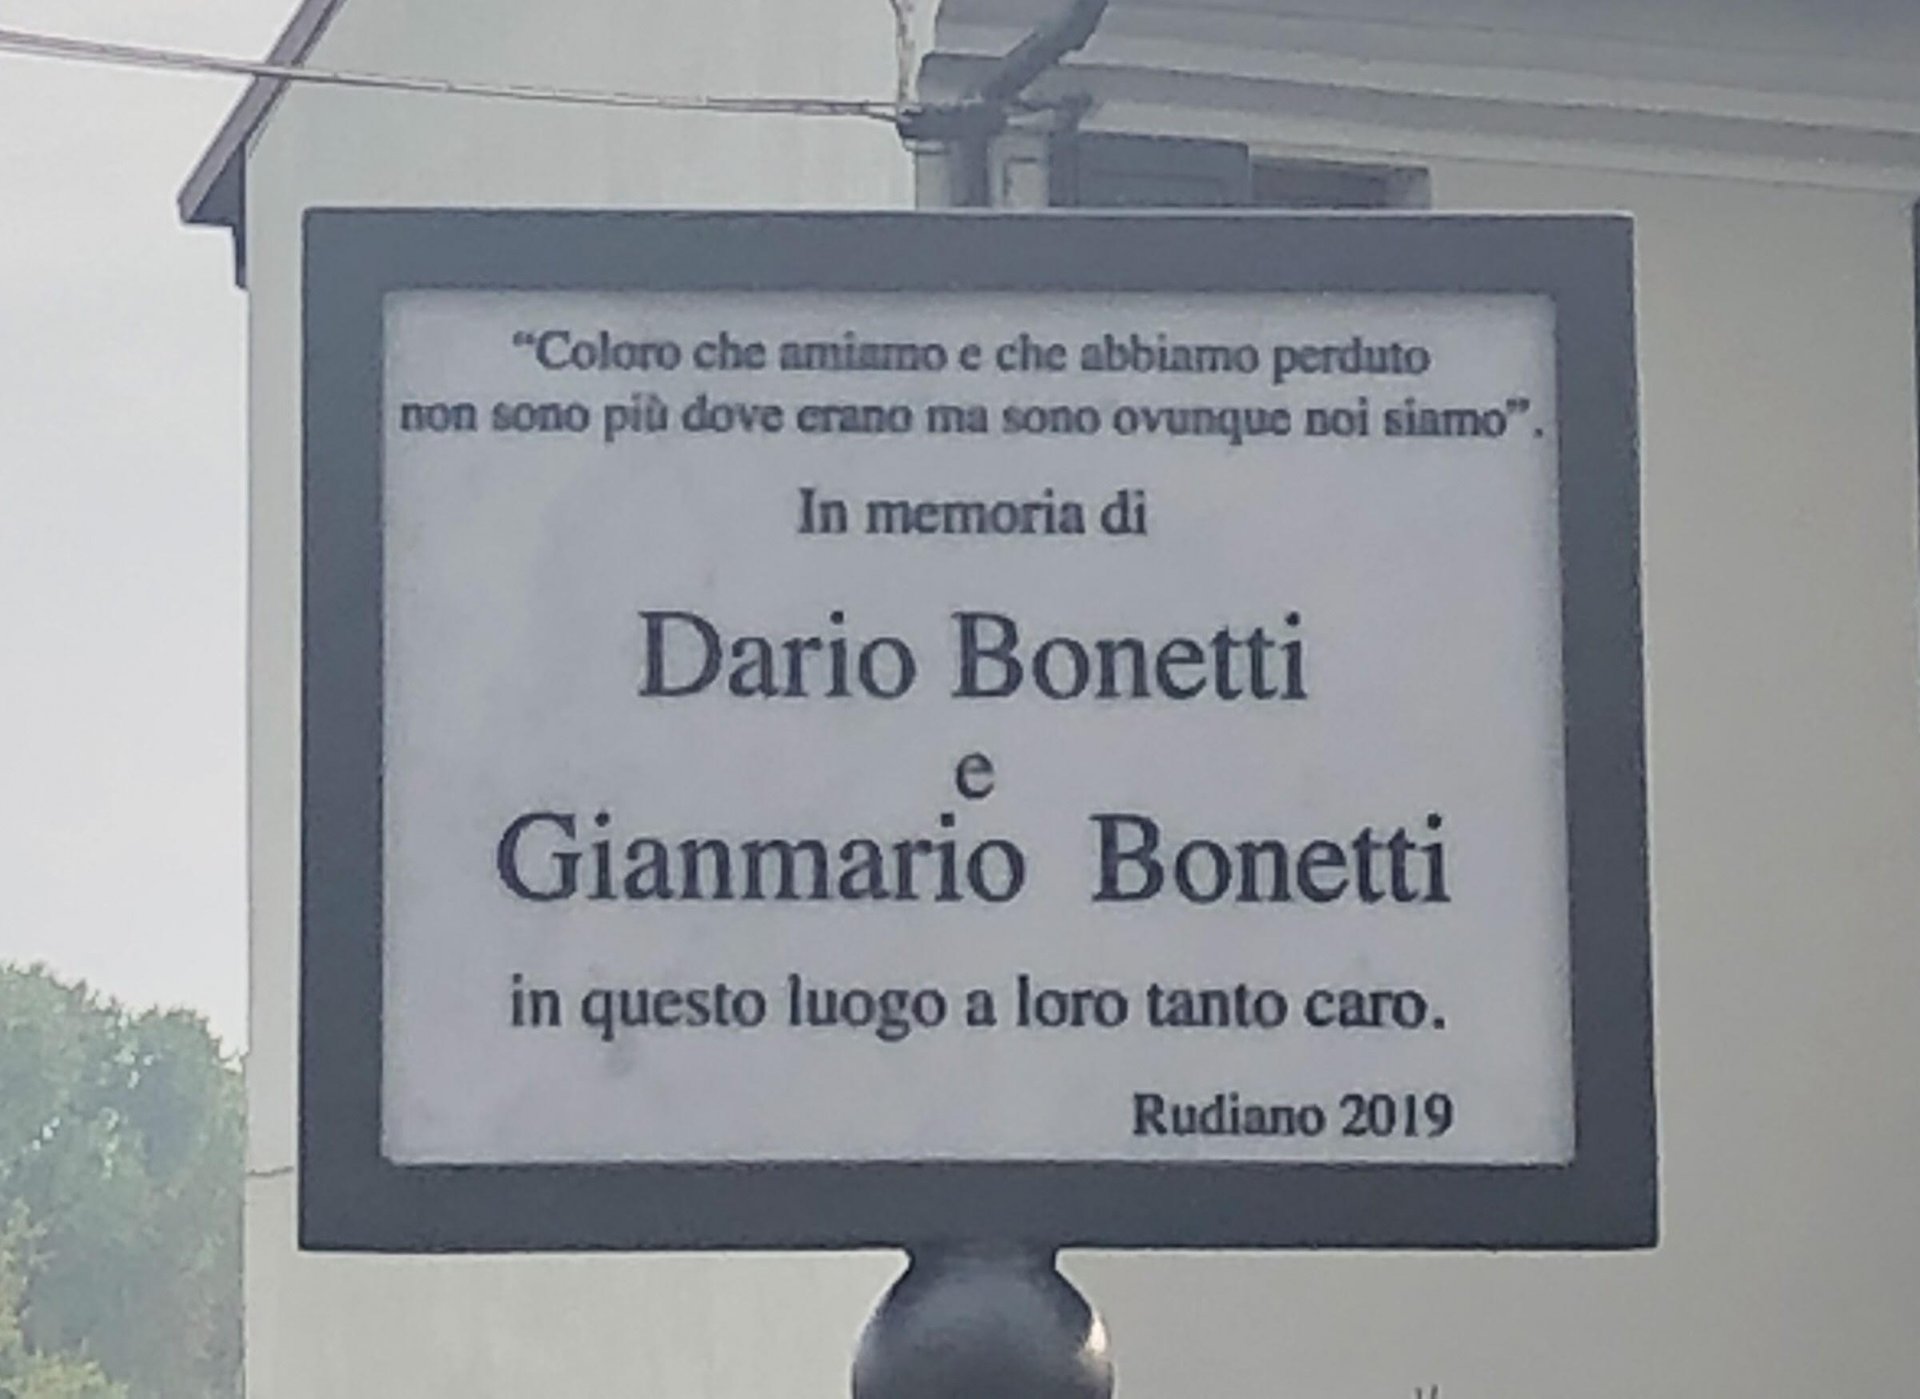 “Coloro che amiamo e che abbiamo perduto
non sono più dove erano ma sono ovunque noi siamo”.
In memoria di
Dario Bonetti
e
Gianmario Bonetti
in questo luogo a loro tanto caro.
Rudiano 2019